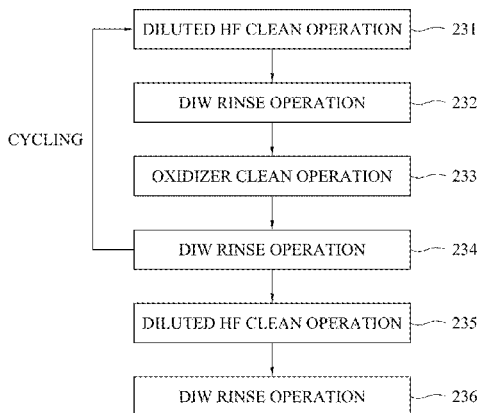 DILUTED HF CLEAN OPERATION 231
DIW RINSE OPERATION 232
CYCLING
OXIDIZER CLEAN OPERATION 233
DIW RINSE OPERATION 234
DILUTED HF CLEAN OPERATION 235
DIW RINSE OPERATION 236